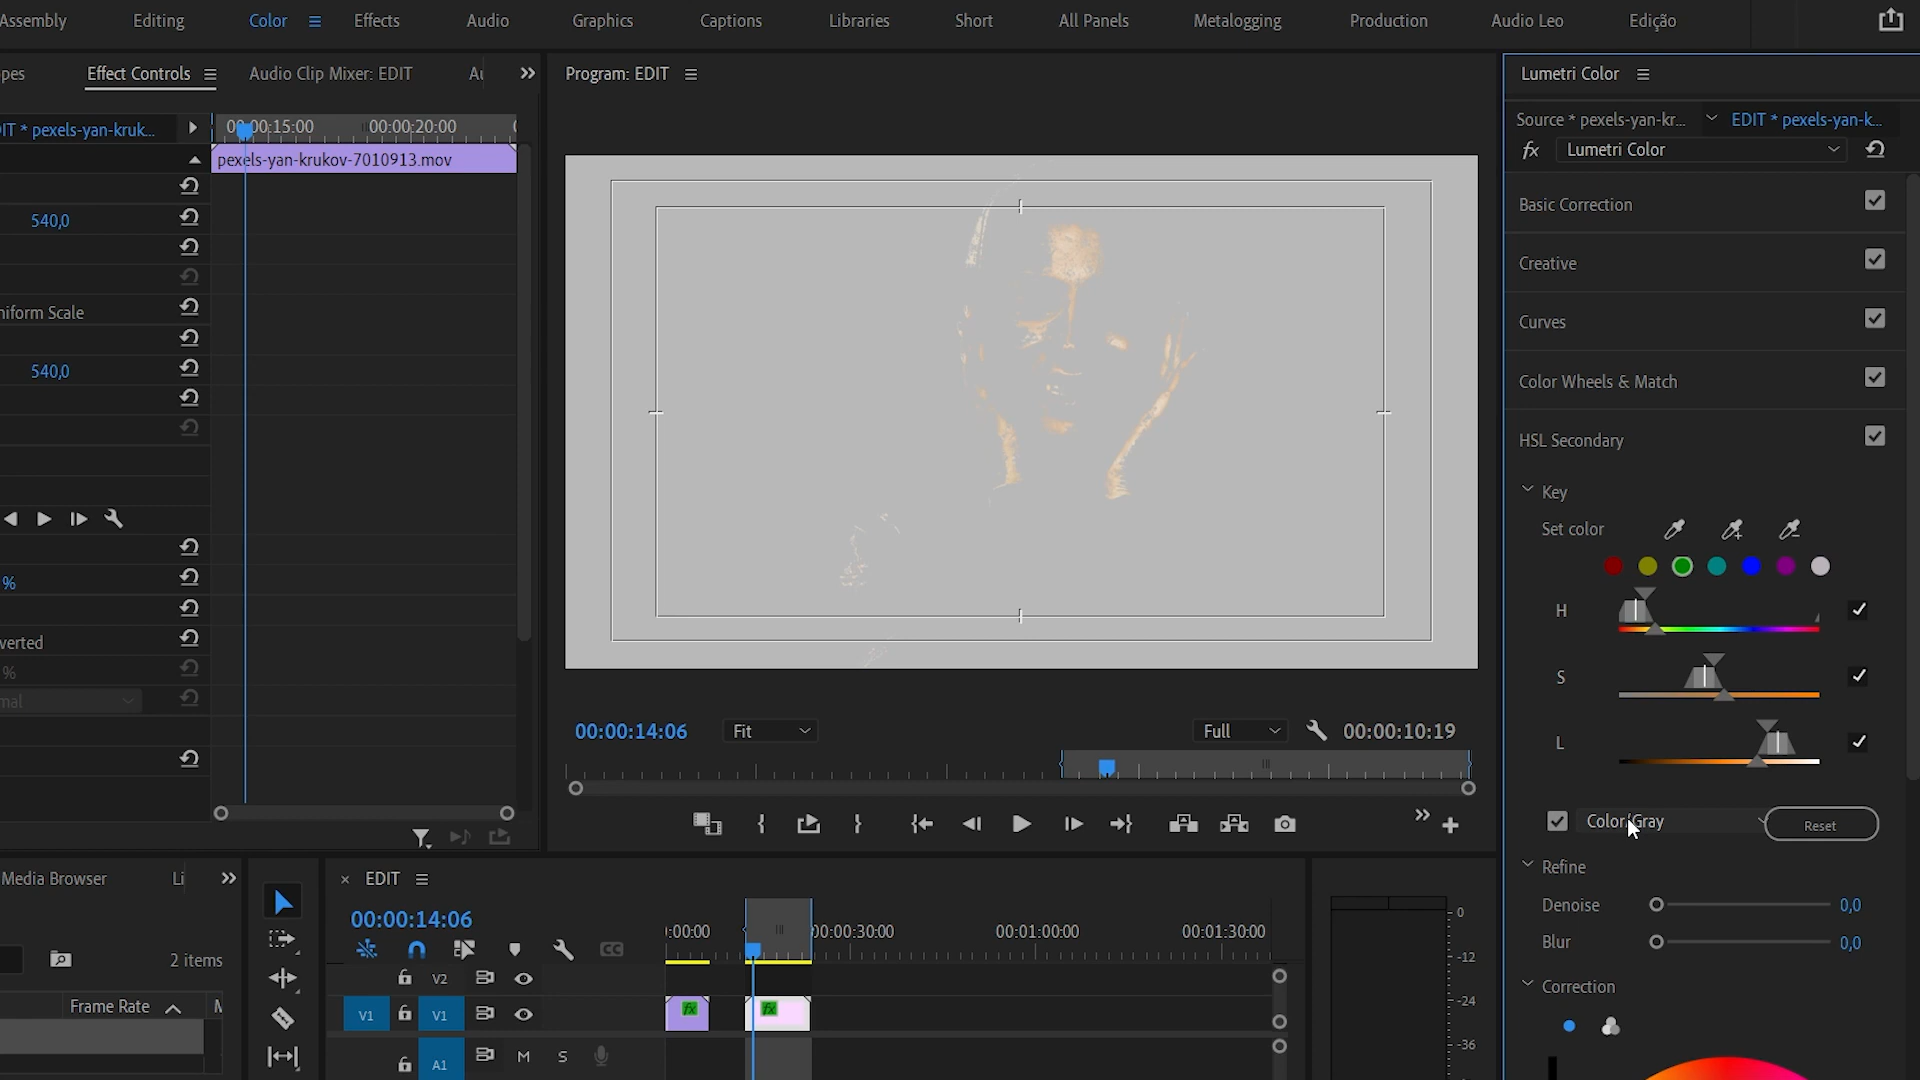 Assembly Editing Color Effects Audio Graphics Captions Libraries Short All Panels Metalogging Production Audio Leo Edição
pes Effect Controls Audio Clip Mixer: EDIT Au
Program: EDIT
Lumetri Color
IT * pexels-yan-kruk...
00:00:15:00 00:00:20:00
pexels-yan-krukov-7010913.mov
540,0
niform Scale
540,0
%
verted
%
mal
Source * pexels-yan-kr... EDIT * pexels-yan-k...
fx Lumetri Color
Basic Correction
Creative
Curves
Color Wheels & Match
HSL Secondary
Key
Set color
H
S
L
Color/Gray Reset
Refine
Denoise 0,0
Blur 0,0
Correction
00:00:14:06 Fit Full 00:00:10:19
Media Browser Li
2 items
Frame Rate
× EDIT
00:00:14:06
:00:00 00:00:30:00 00:01:00:00 00:01:30:00
CC
V2
V1 V1 fx fx
A1 M S
0
-12
-24
-36